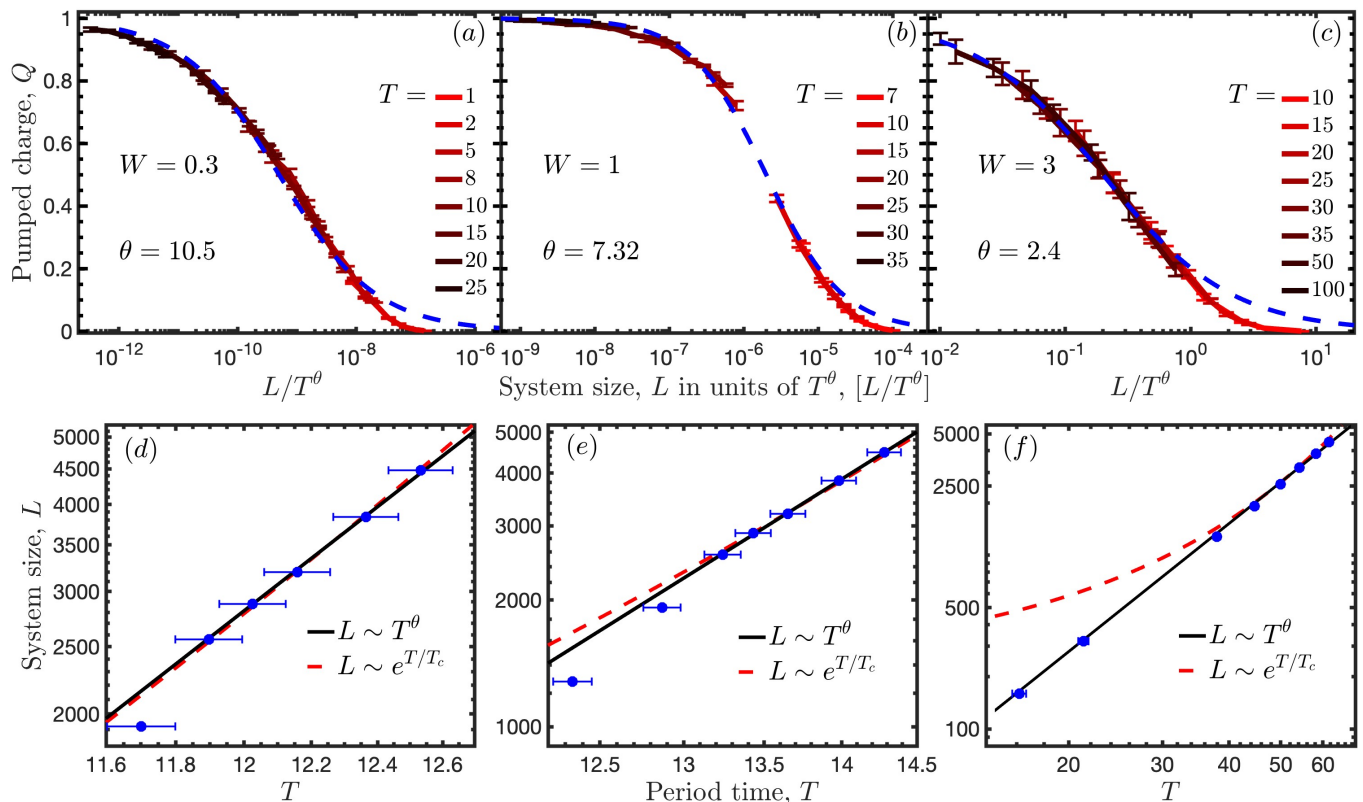 Pumped charge, Q
1
0.8
0.6
0.4
0.2
0
(a)
T =
1
2
5
8
10
15
20
25
W = 0.3
θ = 10.5
10^-12
10^-10
10^-8
10^-6
L/T^θ
(b)
T =
7
10
15
20
25
30
35
W = 1
θ = 7.32
10^-9
10^-8
10^-7
10^-6
10^-5
10^-4
System size, L in units of T^θ, [L/T^θ]
(c)
T =
10
15
20
25
30
35
50
100
W = 3
θ = 2.4
10^-2
10^-1
10^0
10^1
L/T^θ
System size, L
(d)
5000
4500
4000
3500
3000
2500
2000
L ~ T^θ
L ~ e^{T/T_c}
11.6
11.8
12
12.2
12.4
12.6
T
(e)
5000
3000
2000
1000
L ~ T^θ
L ~ e^{T/T_c}
12.5
13
13.5
14
14.5
Period time, T
(f)
5000
2500
500
100
L ~ T^θ
L ~ e^{T/T_c}
20
30
40
50
60
T